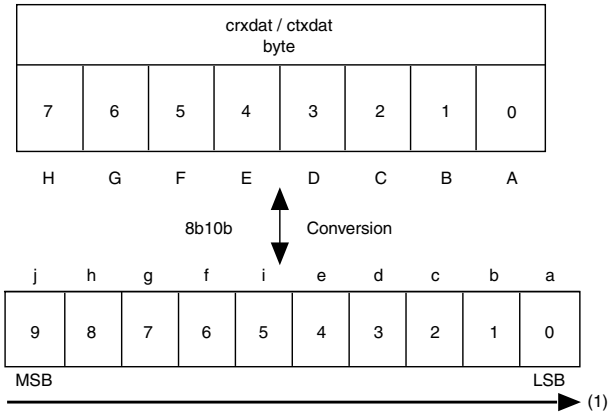 crxdat / ctxdat
byte
7 6 5 4 3 2 1 0
H G F E D C B A
8b10b Conversion
j h g f i e d c b a
9 8 7 6 5 4 3 2 1 0
MSB LSB
(1)